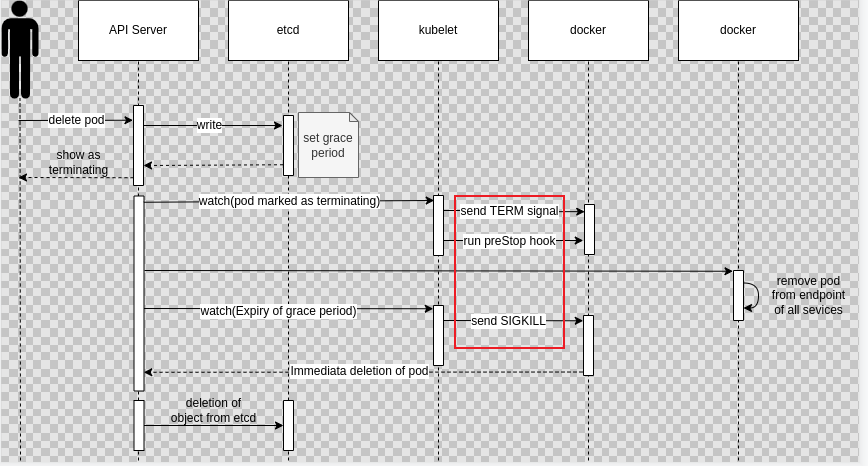 API Server
etcd
kubelet
docker
docker
delete pod
write
set grace
period
show as
terminating
watch(pod marked as terminating)
send TERM signal
run preStop hook
remove pod
from endpoint
of all sevices
watch(Expiry of grace period)
send SIGKILL
Immediata deletion of pod
deletion of
object from etcd